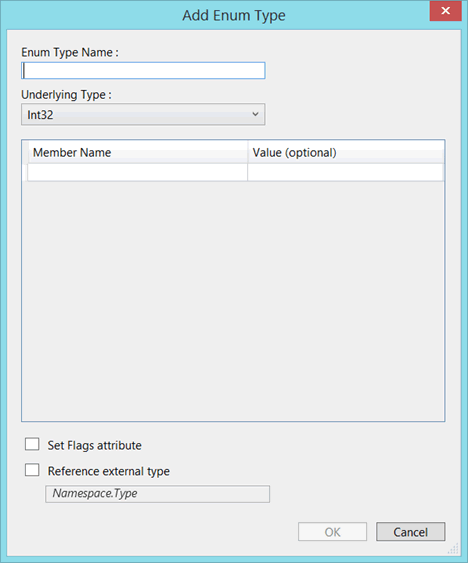 Add Enum Type
Enum Type Name :
Underlying Type :
Int32
Member Name Value (optional)
Set Flags attribute
Reference external type
Namespace.Type
OK Cancel